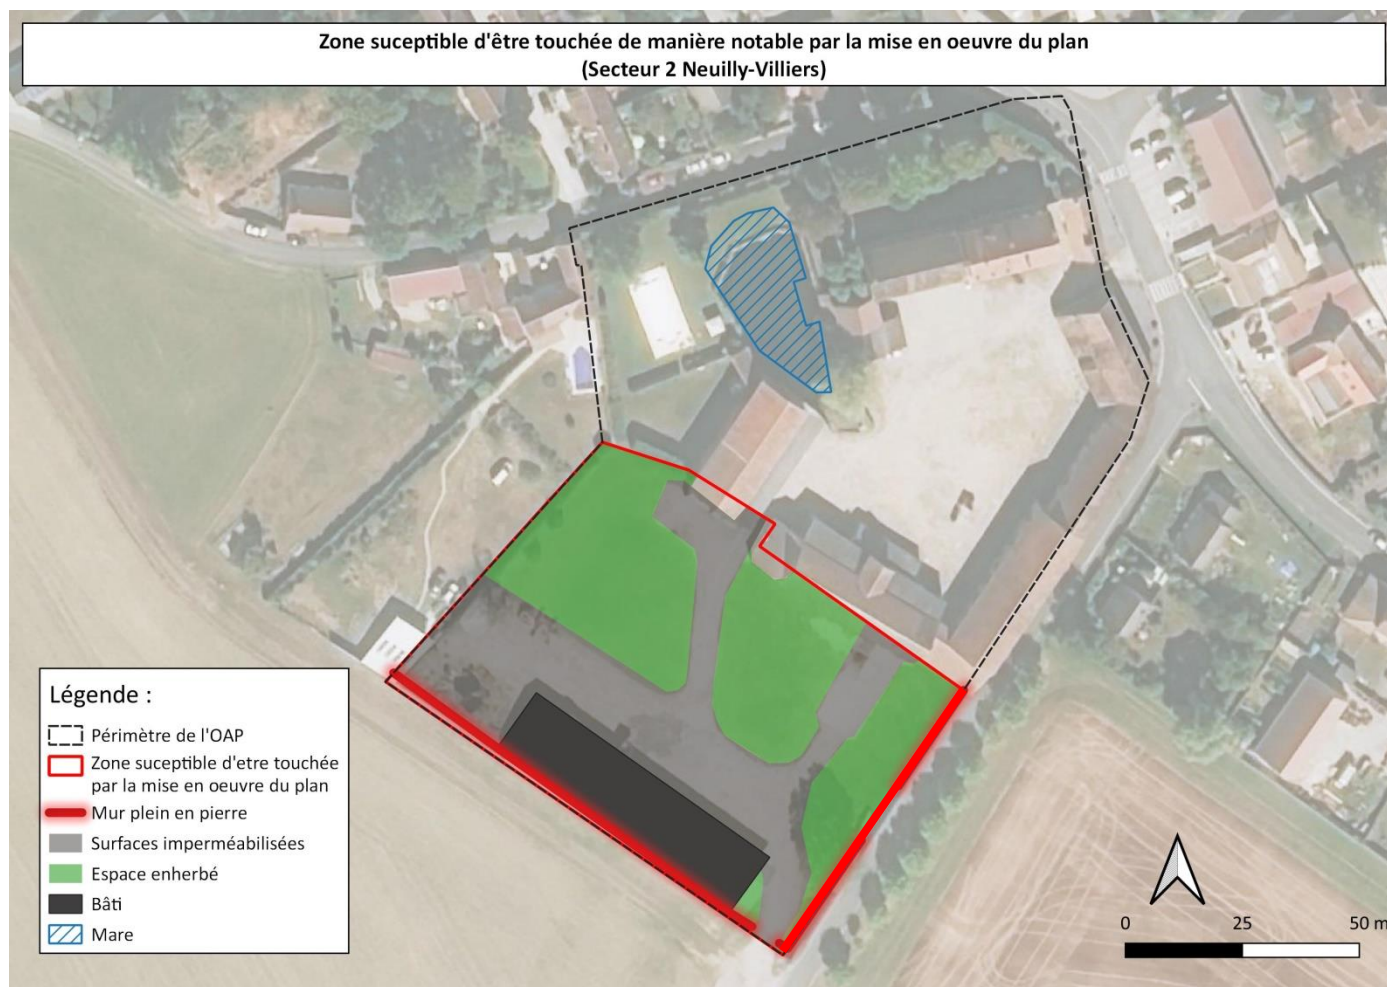 Zone suceptible d'être touchée de manière notable par la mise en oeuvre du plan
(Secteur 2 Neuilly-Villiers)
Légende :
Périmètre de l'OAP
Zone suceptible d'etre touchée
par la mise en oeuvre du plan
Mur plein en pierre
Surfaces imperméabilisées
Espace enherbé
Bâti
Mare
0 25 50 m